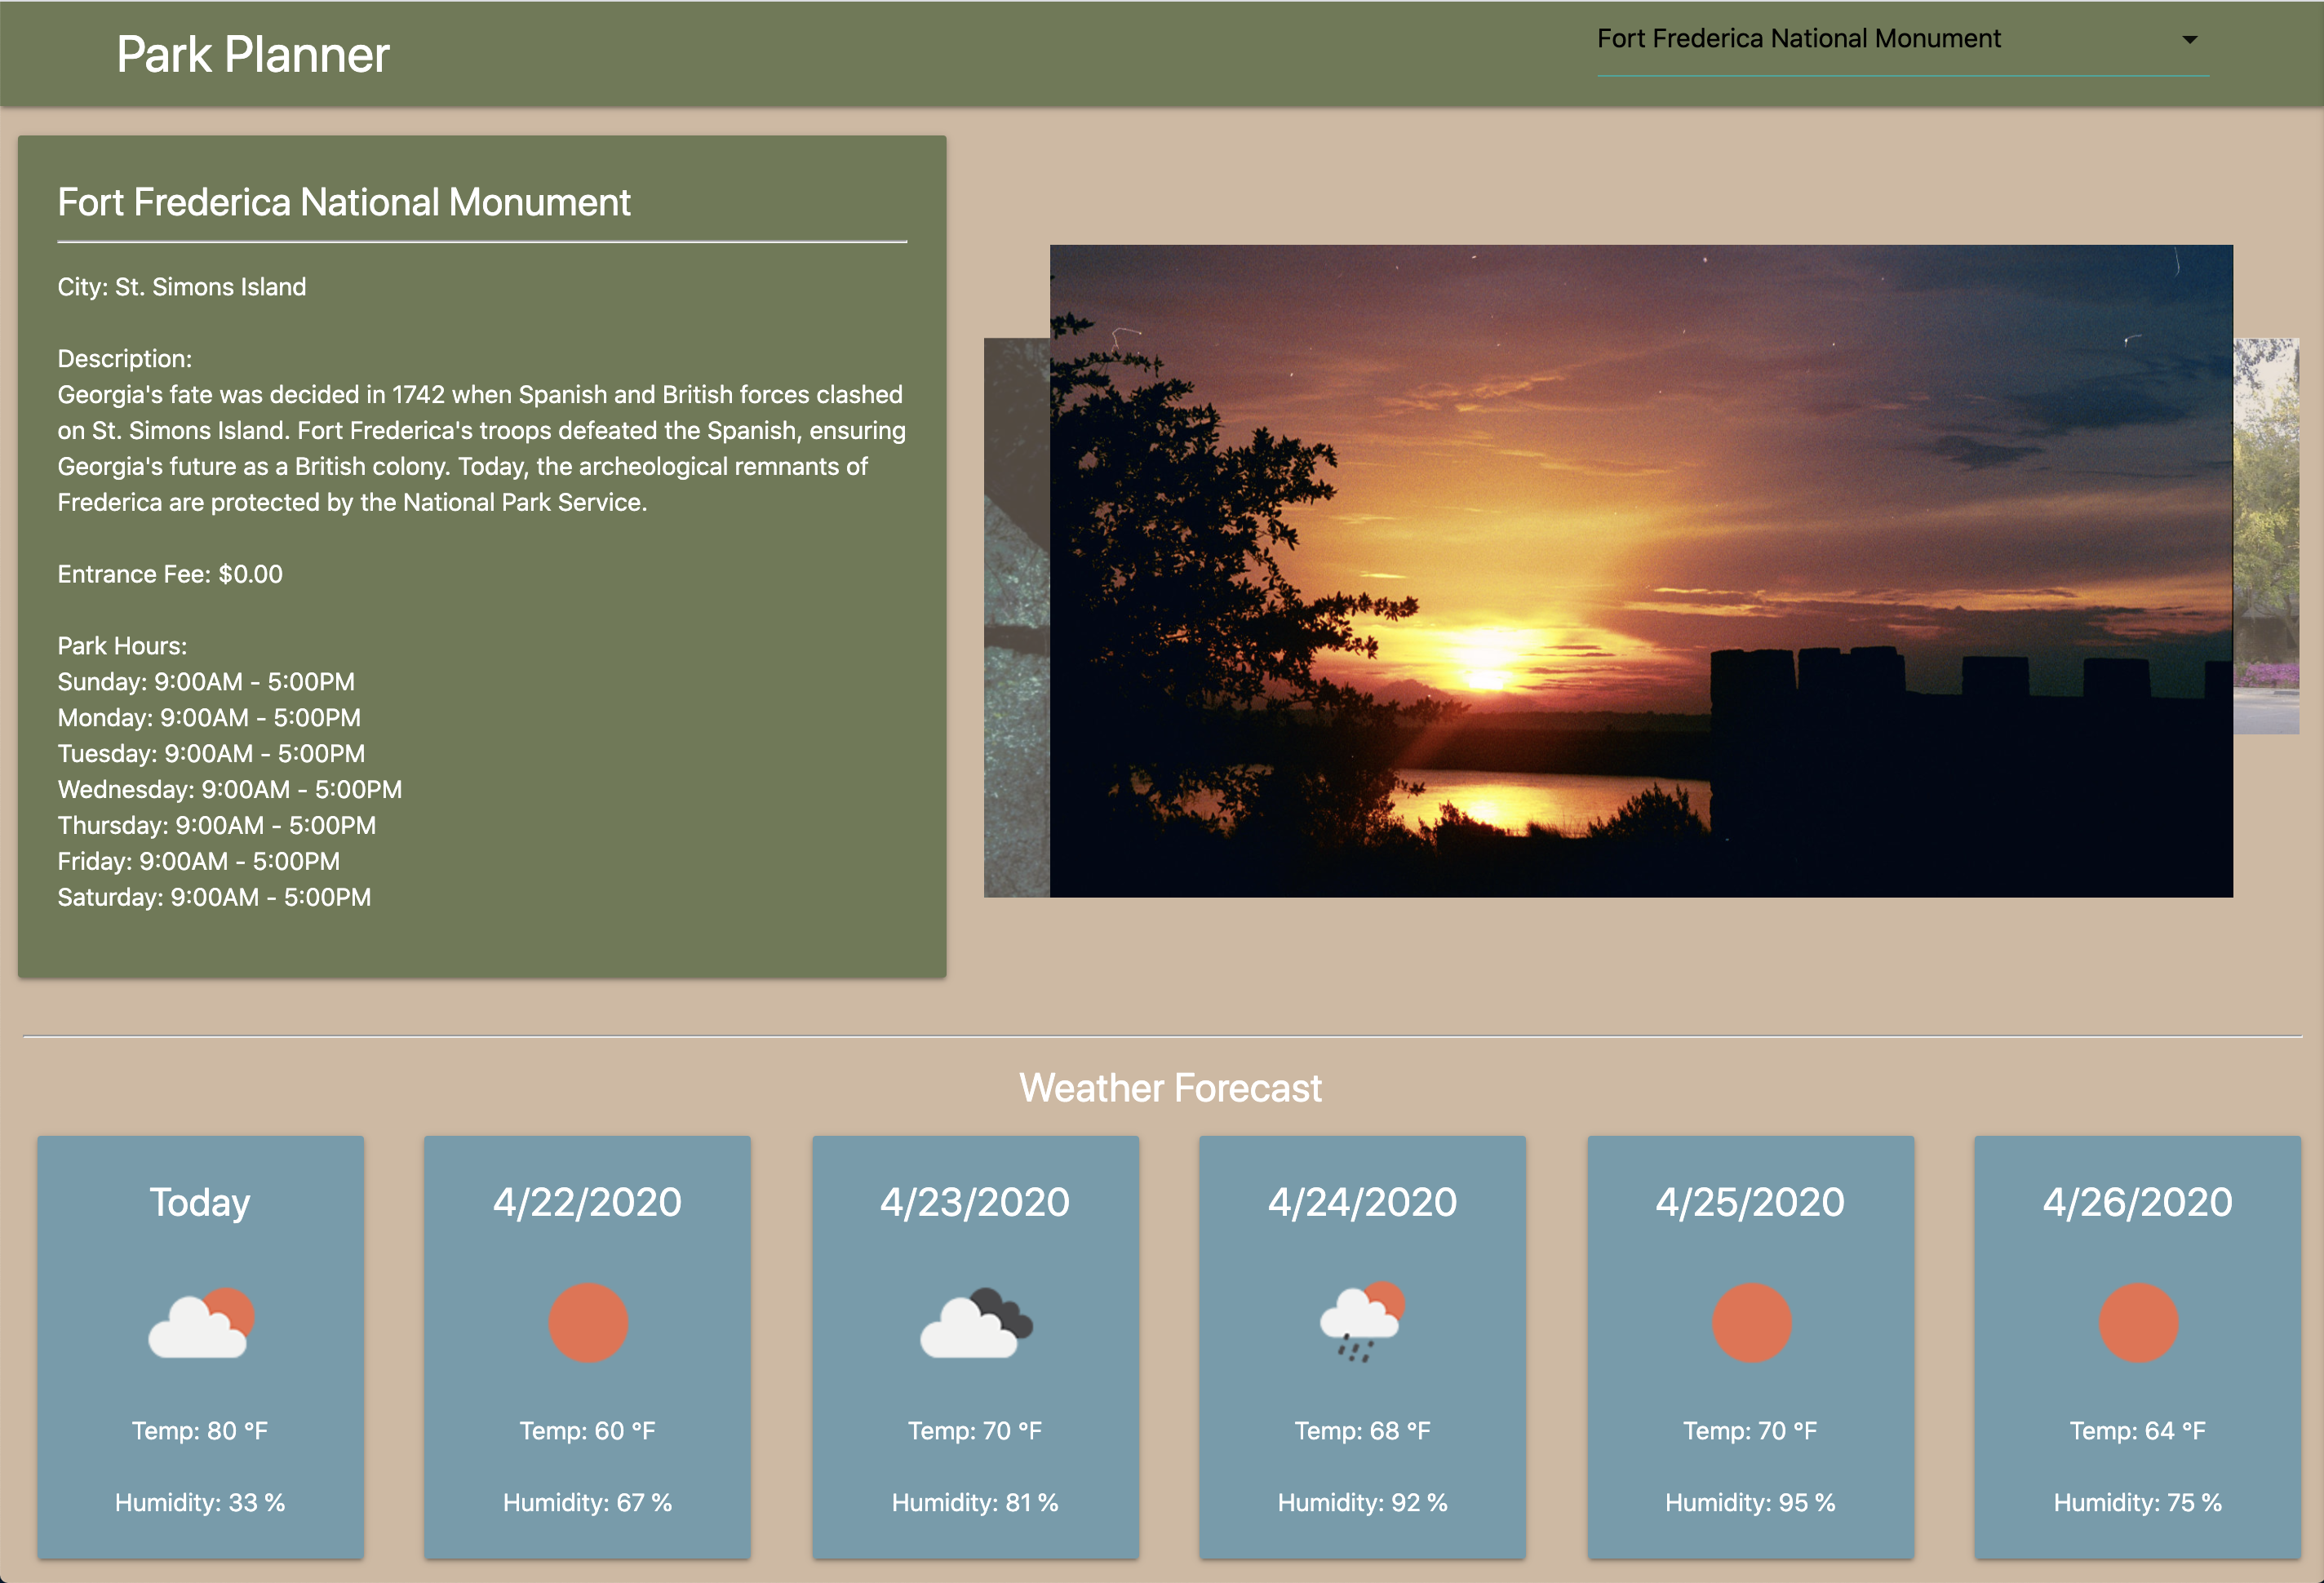 Park Planner
Fort Frederica National Monument
Fort Frederica National Monument
City: St. Simons Island
Description:
Georgia's fate was decided in 1742 when Spanish and British forces clashed
on St. Simons Island. Fort Frederica's troops defeated the Spanish, ensuring
Georgia's future as a British colony. Today, the archeological remnants of
Frederica are protected by the National Park Service.
Entrance Fee: $0.00
Park Hours:
Sunday: 9:00AM - 5:00PM
Monday: 9:00AM - 5:00PM
Tuesday: 9:00AM - 5:00PM
Wednesday: 9:00AM - 5:00PM
Thursday: 9:00AM - 5:00PM
Friday: 9:00AM - 5:00PM
Saturday: 9:00AM - 5:00PM
Weather Forecast
Today
Temp: 80 °F
Humidity: 33 %
4/22/2020
Temp: 60 °F
Humidity: 67 %
4/23/2020
Temp: 70 °F
Humidity: 81 %
4/24/2020
Temp: 68 °F
Humidity: 92 %
4/25/2020
Temp: 70 °F
Humidity: 95 %
4/26/2020
Temp: 64 °F
Humidity: 75 %